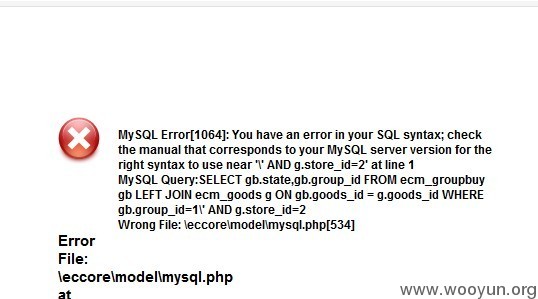 MySQL Error[1064]: You have an error in your SQL syntax; check
the manual that corresponds to your MySQL server version for the
right syntax to use near '\' AND g.store_id=2' at line 1
MySQL Query:SELECT gb.state,gb.group_id FROM ecm_groupbuy
gb LEFT JOIN ecm_goods g ON gb.goods_id = g.goods_id WHERE
gb.group_id=1\' AND g.store_id=2
Wrong File: \eccore\model\mysql.php[534]
Error
File:
\eccore\model\mysql.php
at
www.wooyun.org